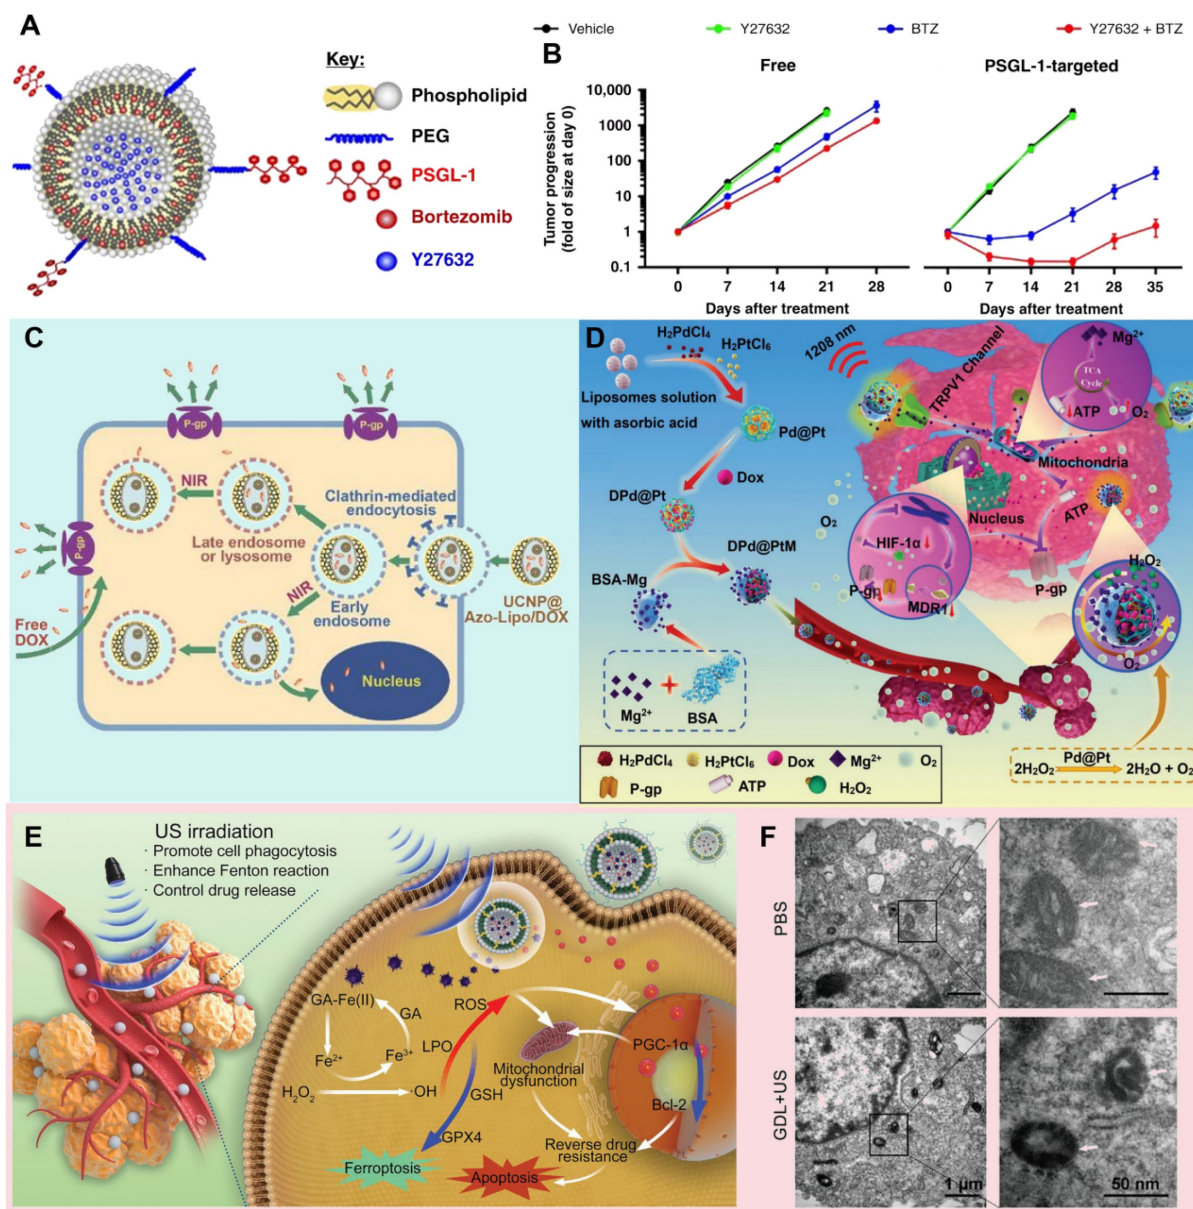 A
Key:
Phospholipid
PEG
PSGL-1
Bortezomib
Y27632
Vehicle
Y27632
BTZ
Y27632 + BTZ
B
Free
PSGL-1-targeted
Tumor progression
(fold of size at day 0)
10,000
1000
100
10
1
0.1
0 7 14 21 28
0 7 14 21 28 35
Days after treatment
Days after treatment
C
P-gp
P-gp
P-gp
NIR
Clathrin-mediated
endocytosis
Late endosome
or lysosome
NIR
Early
endosome
UCNP@
Azo-Lipo/DOX
Free
DOX
Nucleus
D
H₂PdCl₄
H₂PtCl₆
1208 nm
Liposomes solution
with asorbic acid
Pd@Pt
Dox
DPd@Pt
DPd@PtM
BSA-Mg
Mg²⁺
BSA
TRPV1 Channel
Mg²⁺
TCA
Cycle
ATP
O₂
Mitochondria
Nucleus
ATP
O₂
HIF-1α
P-gp
MDR1
P-gp
H₂O₂
O₂
Pd@Pt
2H₂O₂
2H₂O + O₂
H₂PdCl₄
H₂PtCl₆
Dox
Mg²⁺
O₂
P-gp
ATP
H₂O₂
E
US irradiation
· Promote cell phagocytosis
· Enhance Fenton reaction
· Control drug release
GA-Fe(II)
GA
ROS
Fe²⁺
Fe³⁺
LPO
H₂O₂
·OH
GSH
GPX4
Mitochondrial
dysfunction
PGC-1α
Bcl-2
Reverse drug
resistance
Ferroptosis
Apoptosis
F
PBS
GDL+US
1 μm
50 nm